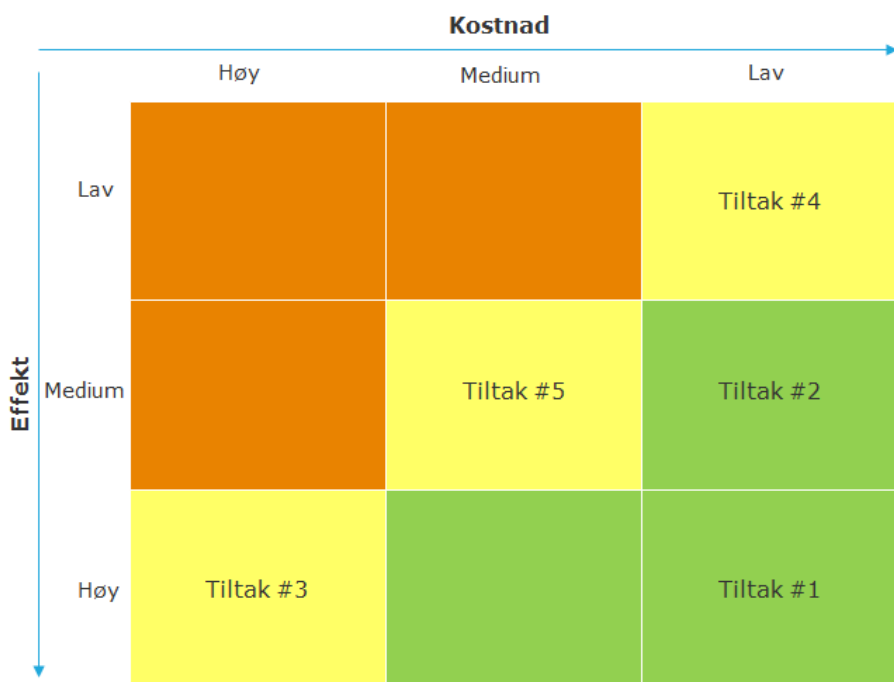 Kostnad
Høy
Medium
Lav
Lav
Tiltak #4
Effekt
Medium
Tiltak #5
Tiltak #2
Høy
Tiltak #3
Tiltak #1